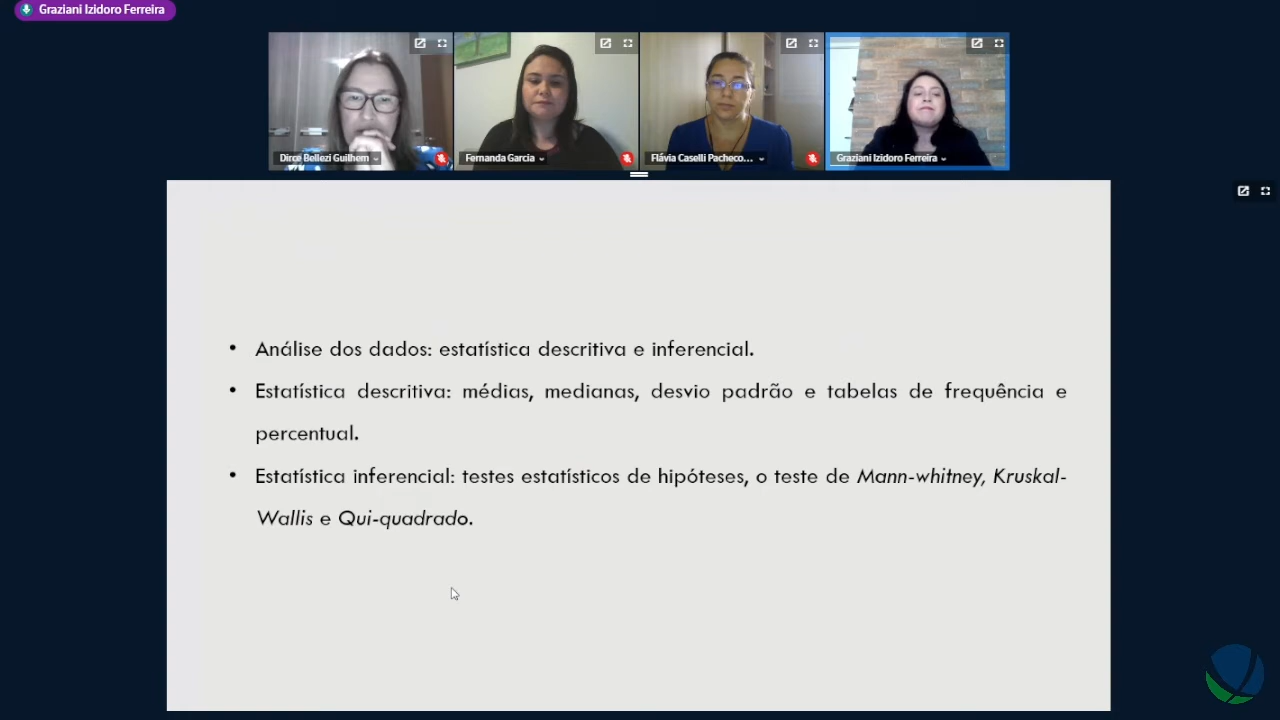 Graziani Izidoro Ferreira
Dirce Bellezi Guilhem
Fernanda Garcia
Flávia Caselli Pacheco...
Graziani Izidoro Ferreira
• Análise dos dados: estatística descritiva e inferencial.
• Estatística descritiva: médias, medianas, desvio padrão e tabelas de frequência e
percentual.
• Estatística inferencial: testes estatísticos de hipóteses, o teste de Mann-whitney, Kruskal-
Wallis e Qui-quadrado.